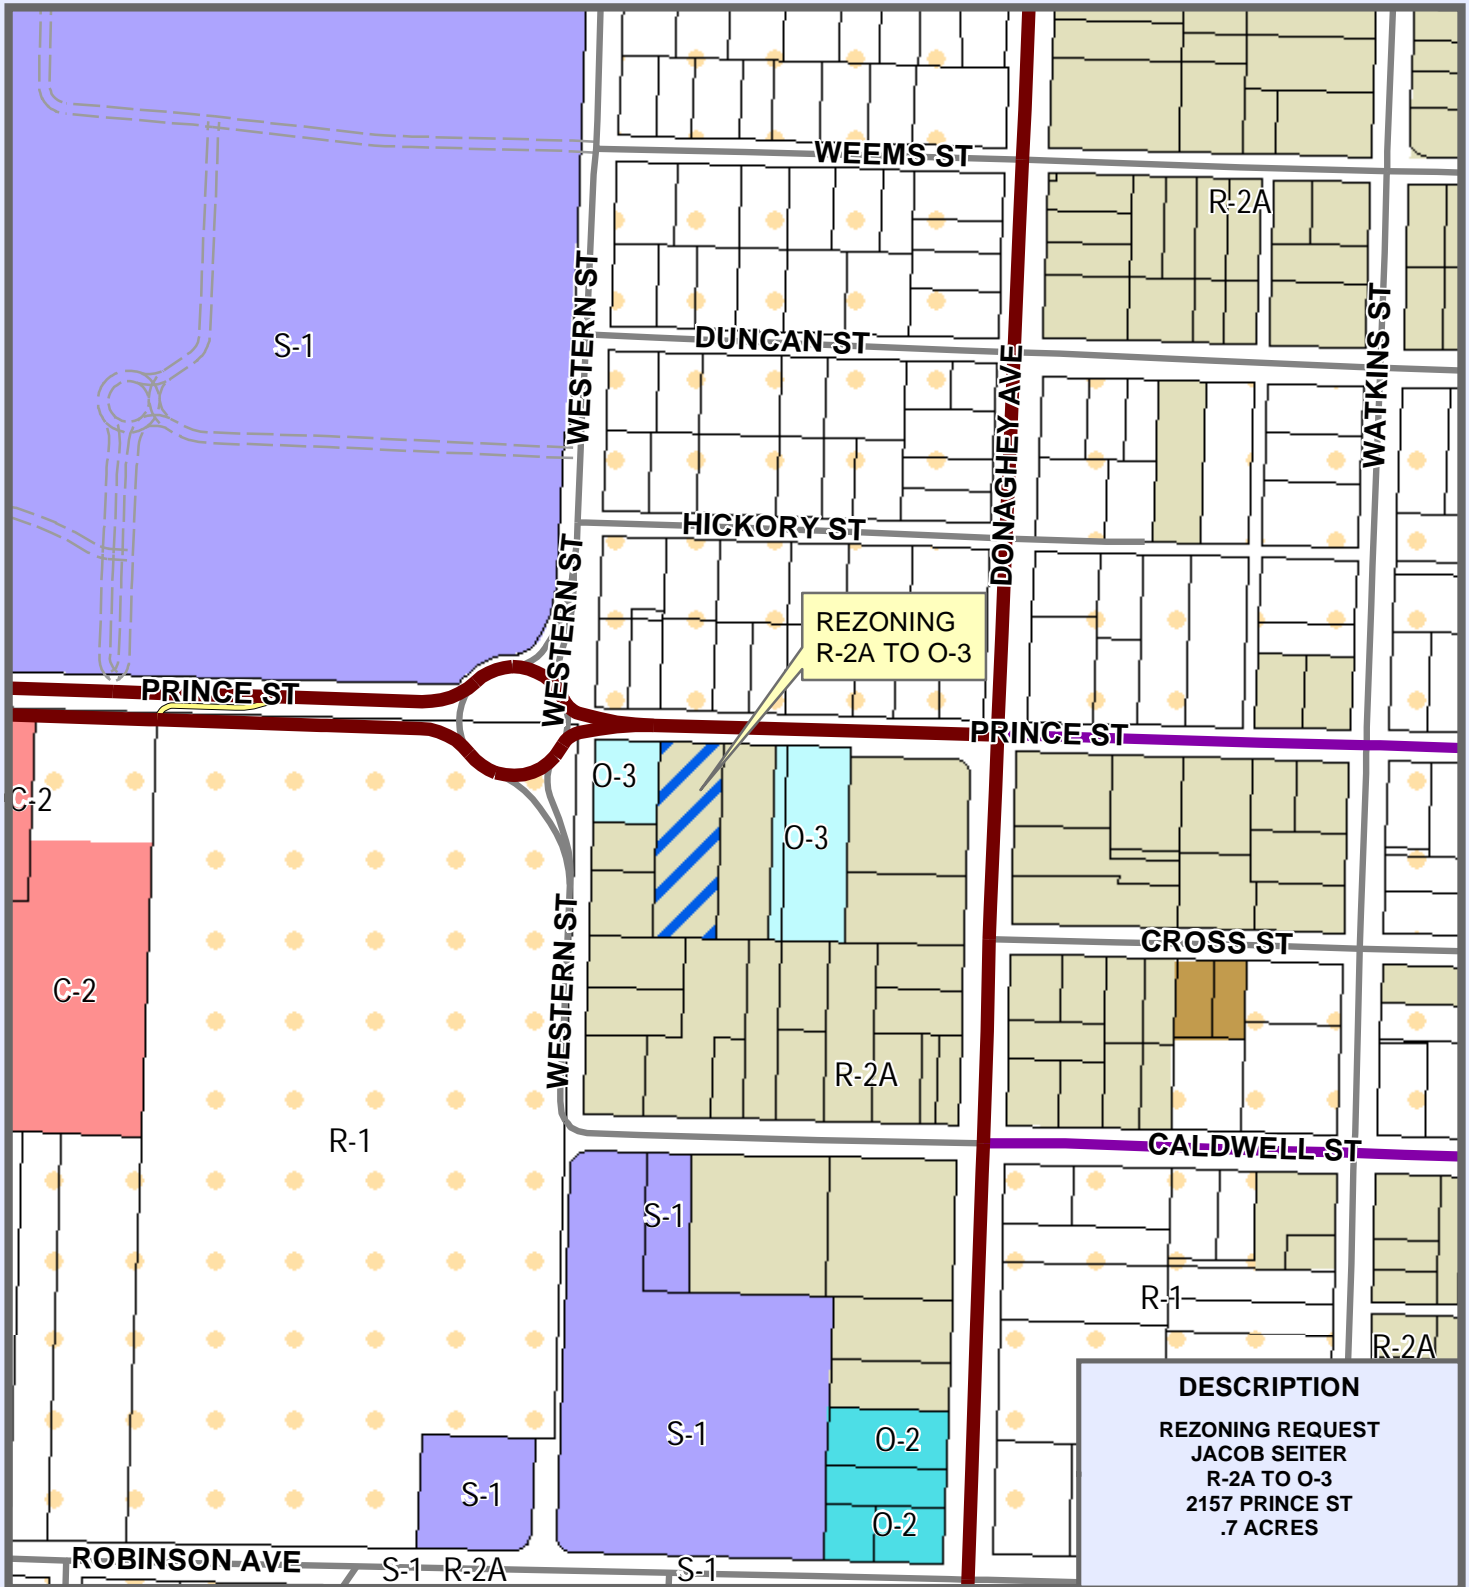 WEEMS ST
R-2A
WESTERN ST
DUNCAN ST
S-1
DONAGHEY AVE
WATKINS ST
HICKORY ST
WESTERN ST
REZONING
R-2A TO O-3
PRINCE ST
PRINCE ST
O-3
C-2
O-3
WESTERN ST
CROSS ST
C-2
R-2A
R-1
CALDWELL ST
S-1
R-1
R-2A
S-1
O-2
S-1
O-2
ROBINSON AVE
S-1
R-2A
S-1
DESCRIPTION
REZONING REQUEST
JACOB SEITER
R-2A TO O-3
2157 PRINCE ST
.7 ACRES